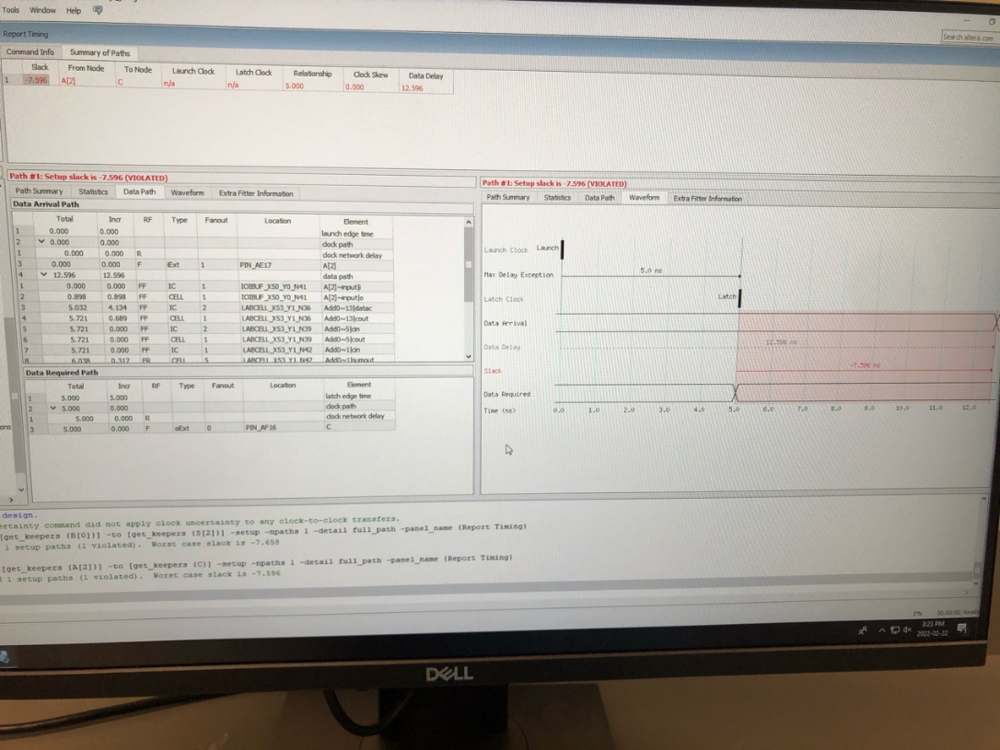 Tools Window Help
Report Timing
Search altera.com
Command Info Summary of Paths
Slack From Node To Node Launch Clock Latch Clock Relationship Clock Skew Data Delay
1 -7.596 A[2] C n/a n/a 5.000 0.000 12.596
Path #1: Setup slack is -7.596 (VIOLATED)
Path Summary Statistics Data Path Waveform Extra Fitter Information
Data Arrival Path
Total Incr RF Type Fanout Location Element
1 0.000 0.000 launch edge time
2 0.000 0.000 clock path
1 0.000 0.000 R clock network delay
3 0.000 0.000 F iExt 1 PIN_AE17 A[2]
4 12.596 12.596 data path
1 0.000 0.000 FF IC 1 IOIBUF_X50_Y0_N41 A[2]~input|i
2 0.898 0.898 FF CELL 1 IOIBUF_X50_Y0_N41 A[2]~input|o
3 5.032 4.134 FF IC 2 LABCELL_X53_Y1_N36 Add0~13|datac
4 5.721 0.689 FF CELL 1 LABCELL_X53_Y1_N36 Add0~13|cout
5 5.721 0.000 FF IC 2 LABCELL_X53_Y1_N39 Add0~5|cin
6 5.721 0.000 FF CELL 1 LABCELL_X53_Y1_N39 Add0~5|cout
7 5.721 0.000 FF IC 1 LABCELL_X53_Y1_N42 Add0~1|cin
8 6.038 0.317 FR CELL 5 LABCELL_X53_Y1_N42 Add0~1|sumout
Data Required Path
Total Incr RF Type Fanout Location Element
1 5.000 5.000 latch edge time
2 5.000 0.000 clock path
1 5.000 0.000 R clock network delay
3 5.000 0.000 F oExt 0 PIN_AF16 C
Path #1: Setup slack is -7.596 (VIOLATED)
Path Summary Statistics Data Path Waveform Extra Fitter Information
Launch Clock Launch
Max Delay Exception 5.0 ns
Latch Clock Latch
Data Arrival
Data Delay 12.596 ns
Slack -7.596 ns
Data Required
Time (ns) 0.0 1.0 2.0 3.0 4.0 5.0 6.0 7.0 8.0 9.0 10.0 11.0 12.0
ons
design.
ertainty command did not apply clock uncertainty to any clock-to-clock transfers.
[get_keepers {B[0]}] -to [get_keepers {S[2]}] -setup -npaths 1 -detail full_path -panel_name {Report Timing}
1 setup paths (1 violated). Worst case slack is -7.658
[get_keepers {A[2]}] -to [get_keepers {C}] -setup -npaths 1 -detail full_path -panel_name {Report Timing}
1 setup paths (1 violated). Worst case slack is -7.596
0% 00:00:00 Ready
3:23 PM
2022-02-22
DELL